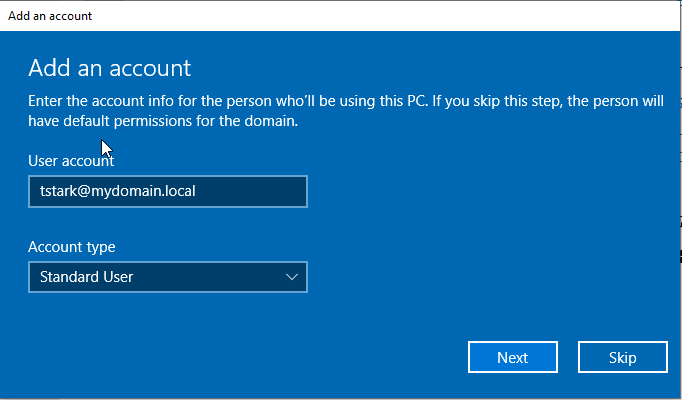 Add an account
Add an account
Enter the account info for the person who'll be using this PC. If you skip this step, the person will
have default permissions for the domain.
User account
tstark@mydomain.local
Account type
Standard User
Next
Skip